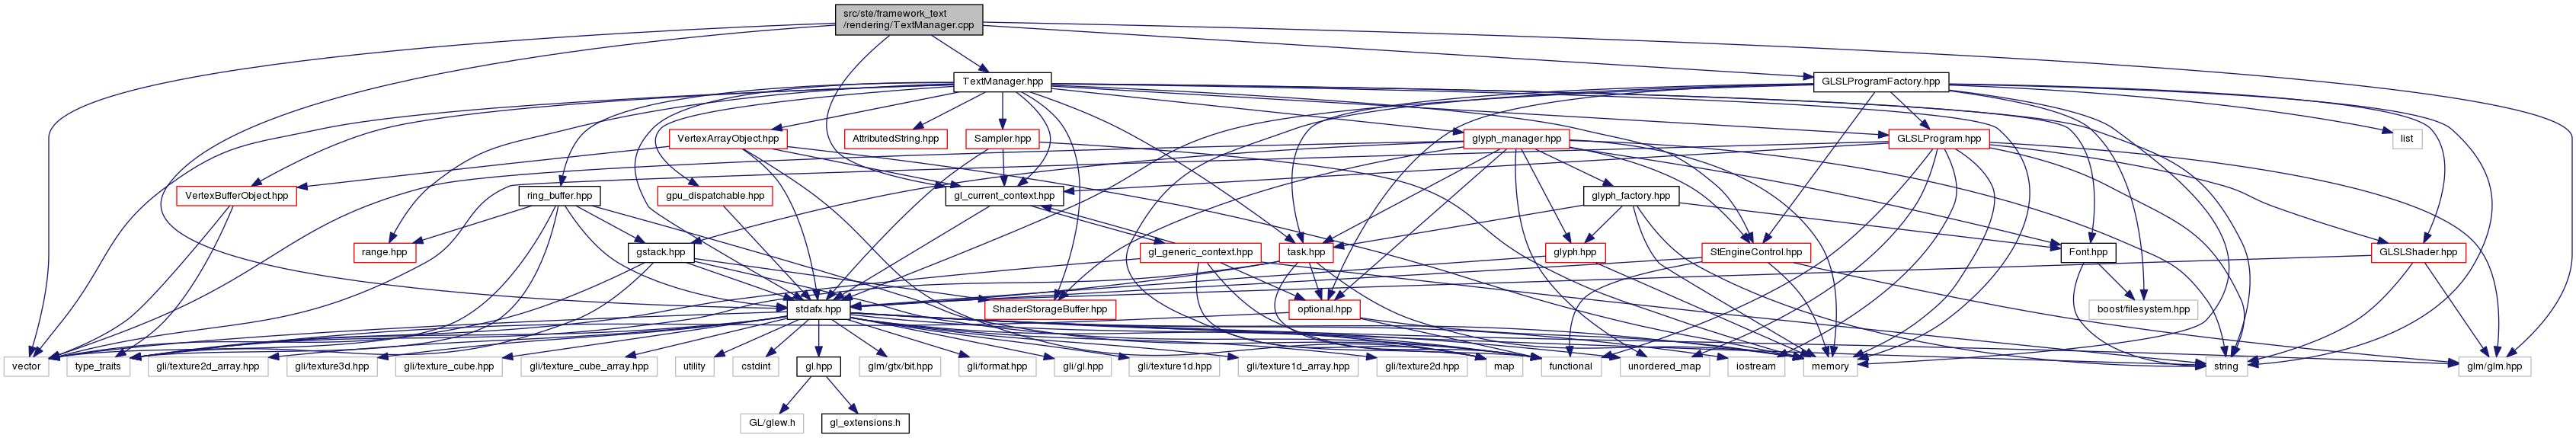 src/ste/framework_text
/rendering/TextManager.cpp
TextManager.hpp
GLSLProgramFactory.hpp
VertexArrayObject.hpp
AttributedString.hpp
Sampler.hpp
glyph_manager.hpp
GLSLProgram.hpp
list
VertexBufferObject.hpp
ring_buffer.hpp
gpu_dispatchable.hpp
gl_current_context.hpp
glyph_factory.hpp
range.hpp
gstack.hpp
gl_generic_context.hpp
task.hpp
glyph.hpp
StEngineControl.hpp
Font.hpp
GLSLShader.hpp
stdafx.hpp
ShaderStorageBuffer.hpp
optional.hpp
boost/filesystem.hpp
vector
type_traits
gli/texture2d_array.hpp
gli/texture3d.hpp
gli/texture_cube.hpp
gli/texture_cube_array.hpp
utility
cstdint
gl.hpp
glm/gtx/bit.hpp
gli/format.hpp
gli/gl.hpp
gli/texture1d.hpp
gli/texture1d_array.hpp
gli/texture2d.hpp
map
functional
unordered_map
iostream
memory
string
glm/glm.hpp
GL/glew.h
gl_extensions.h